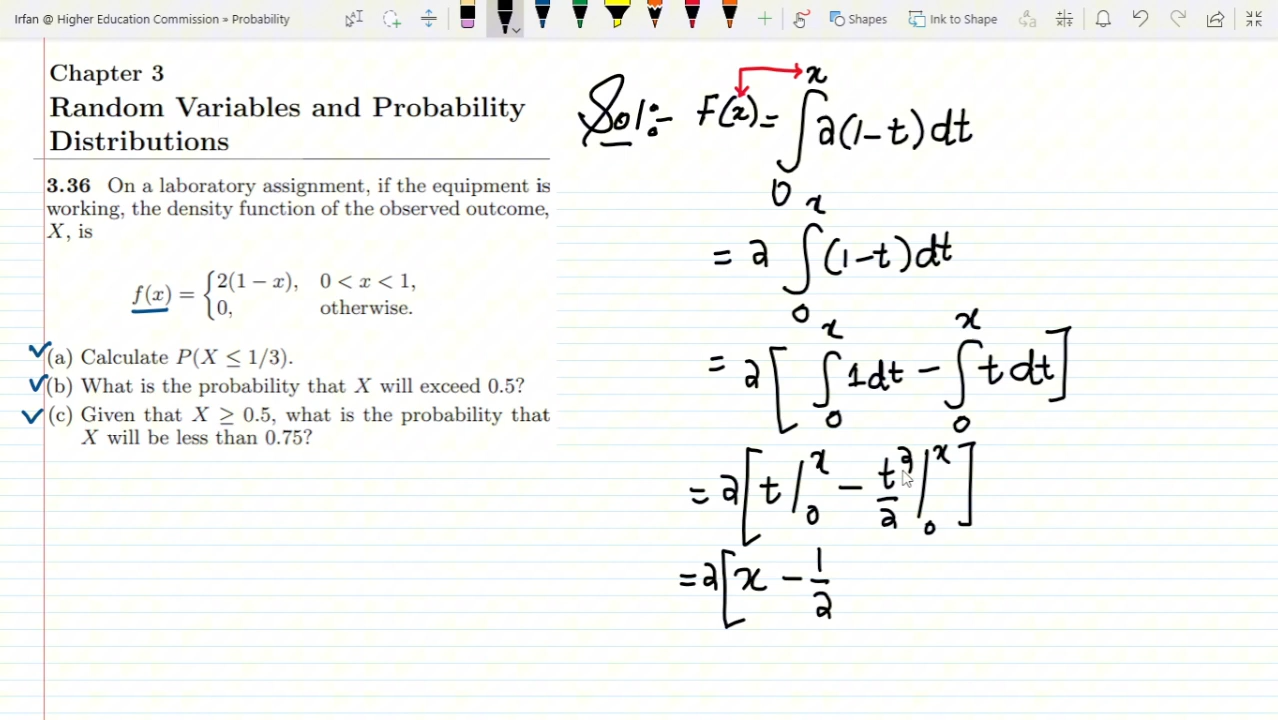 Irfan @ Higher Education Commission » Probability
Shapes
Ink to Shape
Chapter 3
Random Variables and Probability
Distributions
3.36 On a laboratory assignment, if the equipment is
working, the density function of the observed outcome,
X, is
f(x) = {2(1 − x), 0 < x < 1,
0, otherwise.
(a) Calculate P(X ≤ 1/3).
(b) What is the probability that X will exceed 0.5?
(c) Given that X ≥ 0.5, what is the probability that
X will be less than 0.75?
Sol:- F(x) = ∫₀ˣ 2(1-t)dt
= 2 ∫₀ˣ (1-t)dt
= 2[∫₀ˣ 1dt - ∫₀ˣ t dt]
= 2[t|₀ˣ - t²/2|₀ˣ]
= 2[x - 1/2